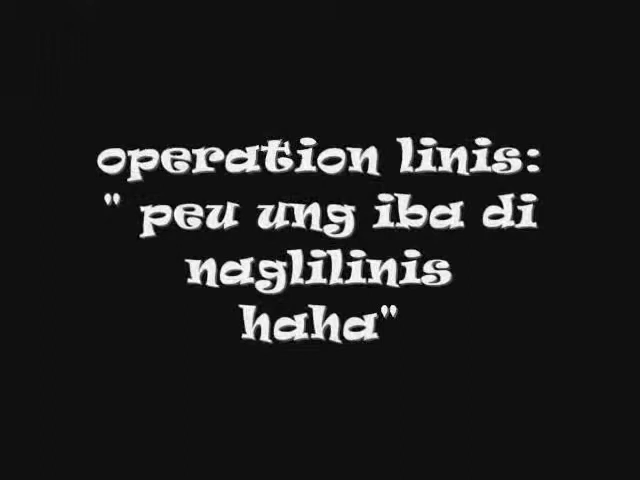 operation linis:
" peu ung iba di
naglilinis
haha"